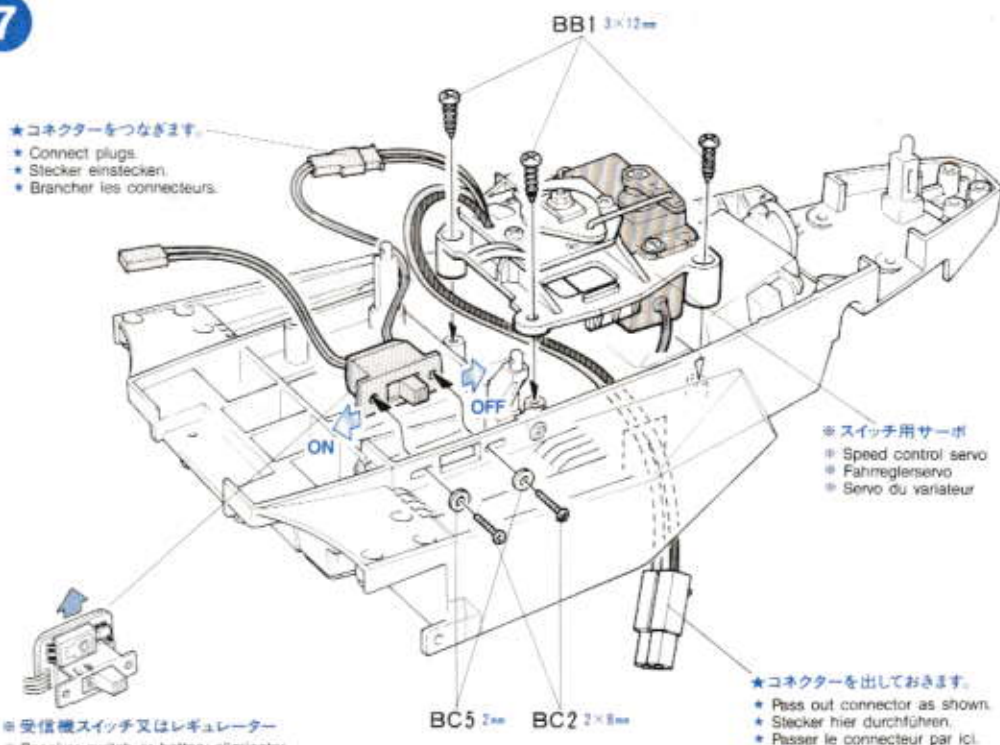 7
BB1 3×12mm
★コネクターをつなぎます。
★ Connect plugs.
★ Stecker einstecken.
★ Brancher les connecteurs.
OFF
ON
※スイッチ用サーボ
※ Speed control servo
※ Fahrreglerservo
※ Servo du variateur
★コネクターを出しておきます。
★ Pass out connector as shown.
★ Stecker hier durchführen.
★ Passer le connecteur par ici.
BC5 2mm
BC2 2×8mm
※受信機スイッチ又はレギュレーター